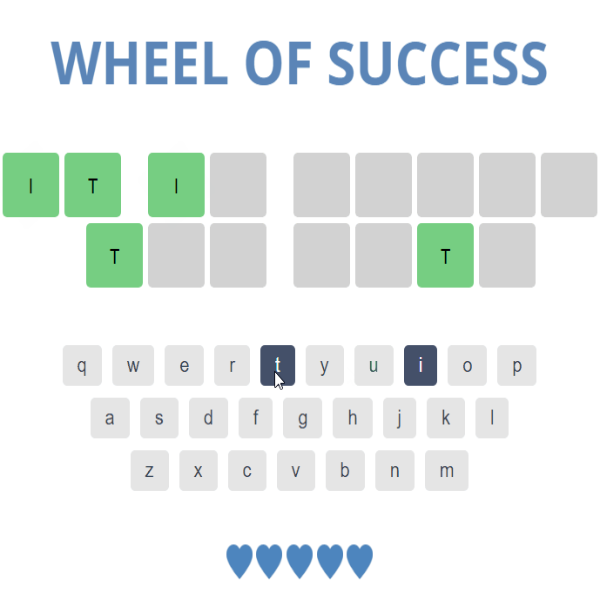 WHEEL OF SUCCESS
I T I
T T
q w e r t y u i o p
a s d f g h j k l
z x c v b n m